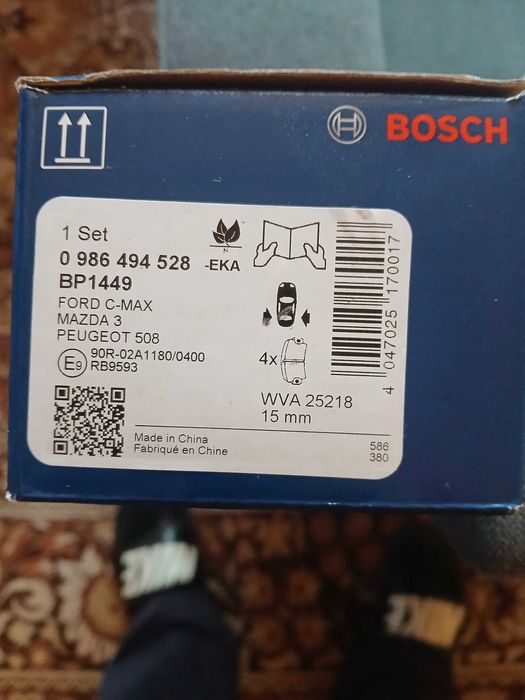 BOSCH
1 Set
0 986 494 528 -EKA
BP1449
FORD C-MAX
MAZDA 3
PEUGEOT 508
E9 90R-02A1180/0400
RB9593
N
4x
WVA 25218
15 mm
4 047025 170017
Made in China
Fabriqué en Chine
586
380